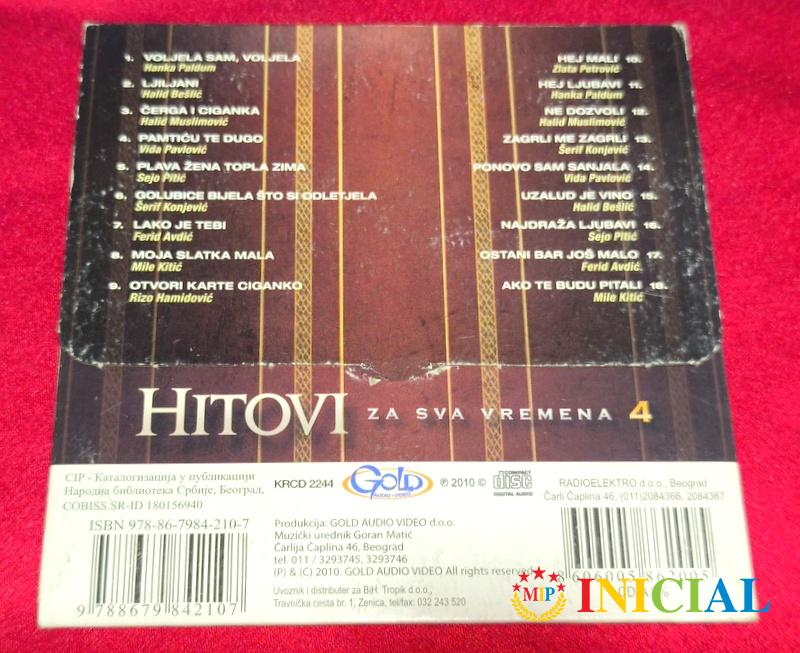 1. VOLJELA SAM, VOLJELA
Hanka Paldum
2. LJILJANI
Halid Bešlić
3. ČERGA I CIGANKA
Halid Muslimović
4. PAMTIĆU TE DUGO
Vida Pavlović
5. PLAVA ŽENA TOPLA ZIMA
Sejo Pitić
6. GOLUBICE BIJELA ŠTO SI ODLETJELA
Šerif Konjević
7. LAKO JE TEBI
Ferid Avdić
8. MOJA SLATKA MALA
Mile Kitić
9. OTVORI KARTE CIGANKO
Rizo Hamidović
HEJ MALI 10.
Zlata Petrović
HEJ LJUBAVI 11.
Hanka Paldum
NE DOZVOLI 12.
Halid Muslimović
ZAGRLI ME ZAGRLI 13.
Šerif Konjević
PONOVO SAM SANJALA 14.
Vida Pavlović
UZALUD JE VINO 15.
Halid Bešlić
NAJDRAŽA LJUBAVI 16.
Sejo Pitić
OSTANI BAR JOŠ MALO 17.
Ferid Avdić
AKO TE BUDU PITALI 18.
Mile Kitić
HITOVI ZA SVA VREMENA 4
CIP - Каталогизација у публикацији
Народна библиотека Србије, Београд,
COBISS.SR-ID 180156940
ISBN 978-86-7984-210-7
9 788679 842107
KRCD 2244
GOLD
AUDIO-VIDEO
℗ 2010 ©
COMPACT
disc
DIGITAL AUDIO
Produkcija: GOLD AUDIO VIDEO d.o.o.
Muzički urednik Goran Matić
Čarlija Čaplina 46, Beograd
tel. 011 / 3293745, 3293746
(P) & (C) 2010. GOLD AUDIO VIDEO All rights reserved
Uvoznik i distributer za BiH: Tropik d.o.o.,
Travnička cesta br. 1, Zenica, tel/fax: 032 243 520
RADIOELEKTRO d.o.o., Beograd
Čarli Čaplina 46, (011)2084366, 2084367
8 606005 862005
MIP
INICIAL